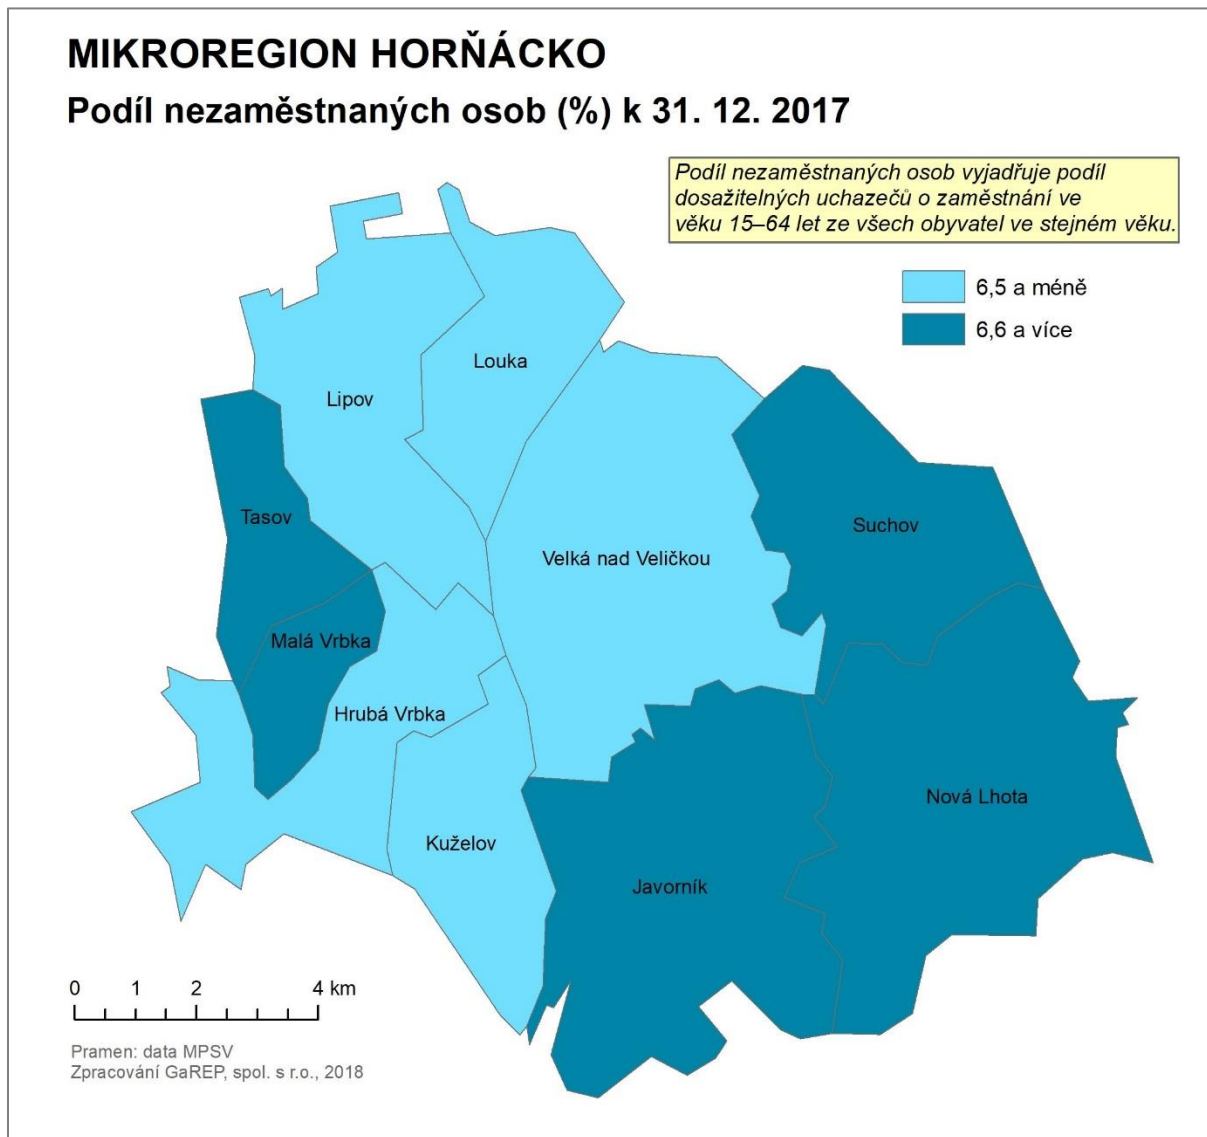 MIKROREGION HORŇÁCKO
Podíl nezaměstnaných osob (%) k 31. 12. 2017
Podíl nezaměstnaných osob vyjadřuje podíl
dosažitelných uchazečů o zaměstnání ve
věku 15–64 let ze všech obyvatel ve stejném věku.
6,5 a méně
6,6 a více
Louka
Lipov
Tasov
Suchov
Velká nad Veličkou
Malá Vrbka
Hrubá Vrbka
Nová Lhota
Kuželov
Javorník
0 1 2 4 km
Pramen: data MPSV
Zpracování GaREP, spol. s r.o., 2018